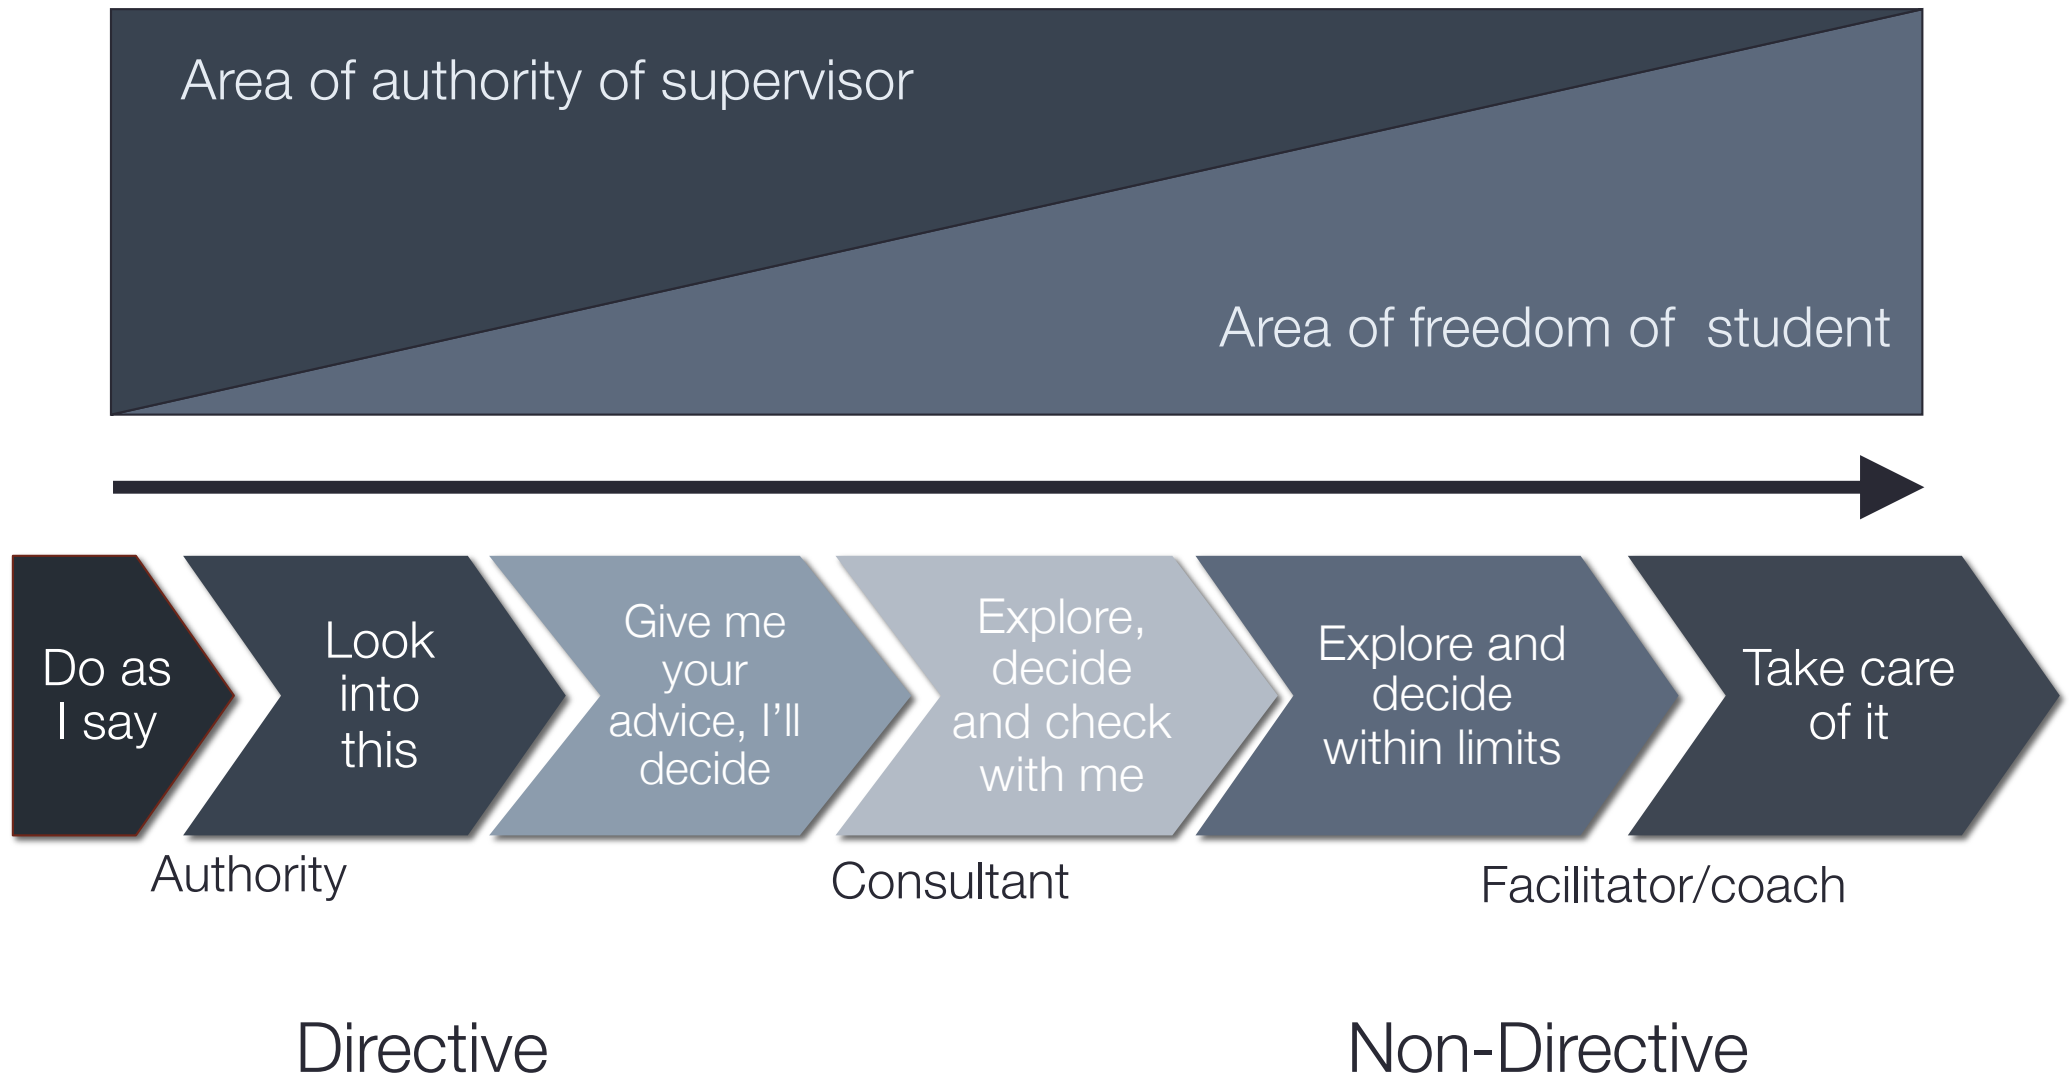 Area of authority of supervisor
Area of freedom of  student
Do as
I say
Look
into
this
Give me
your
advice, I’ll
decide
Explore,
decide
and check
with me
Explore and
decide
within limits
Take care
of it
Authority
Consultant
Facilitator/coach
Directive
Non-Directive